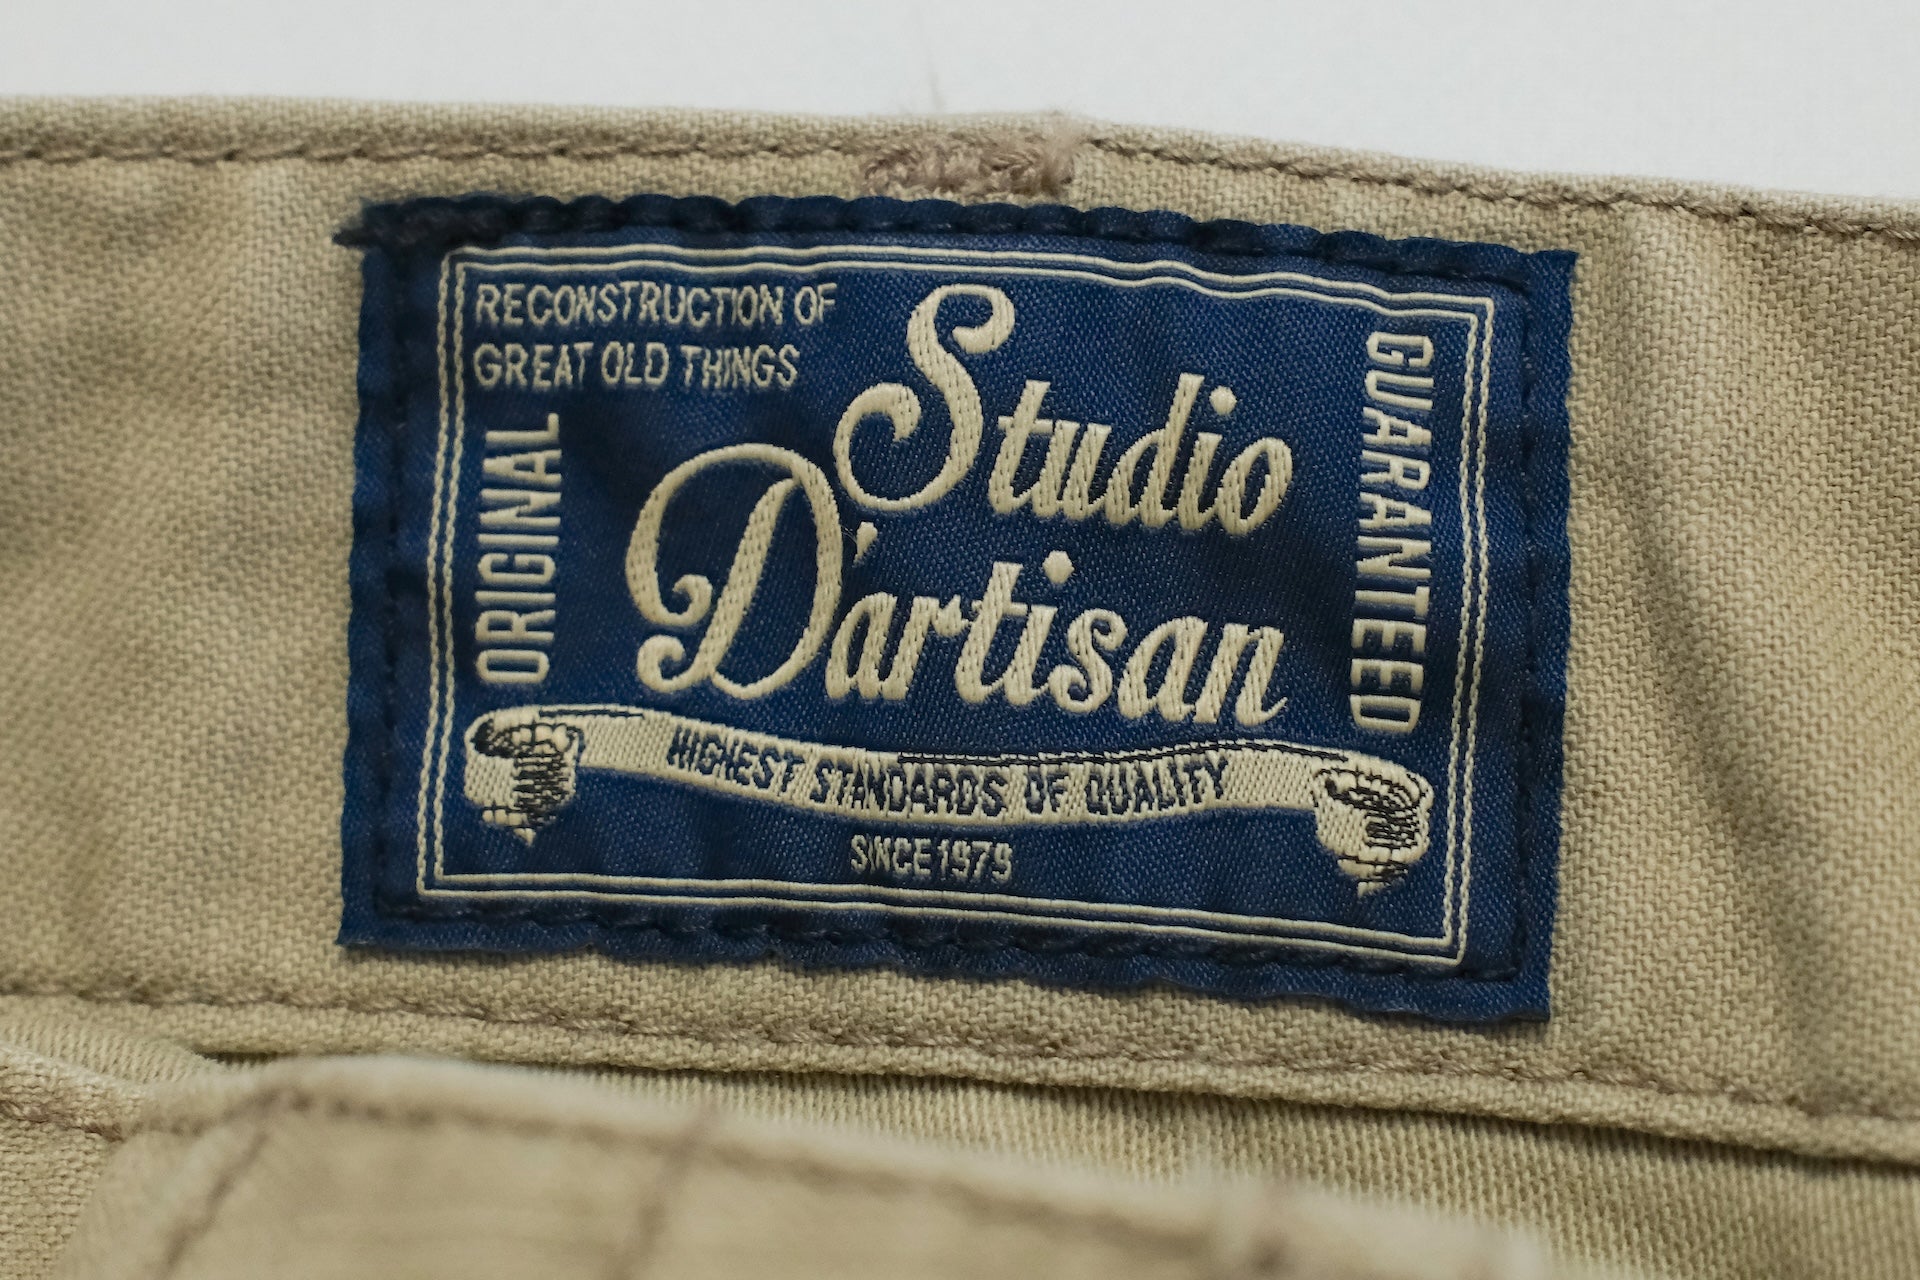 RECONSTRUCTION OF
GREAT OLD THINGS
ORIGINAL
Studio
D'artisan
GUARANTEED
HIGHEST STANDARDS OF QUALITY
SINCE 1979